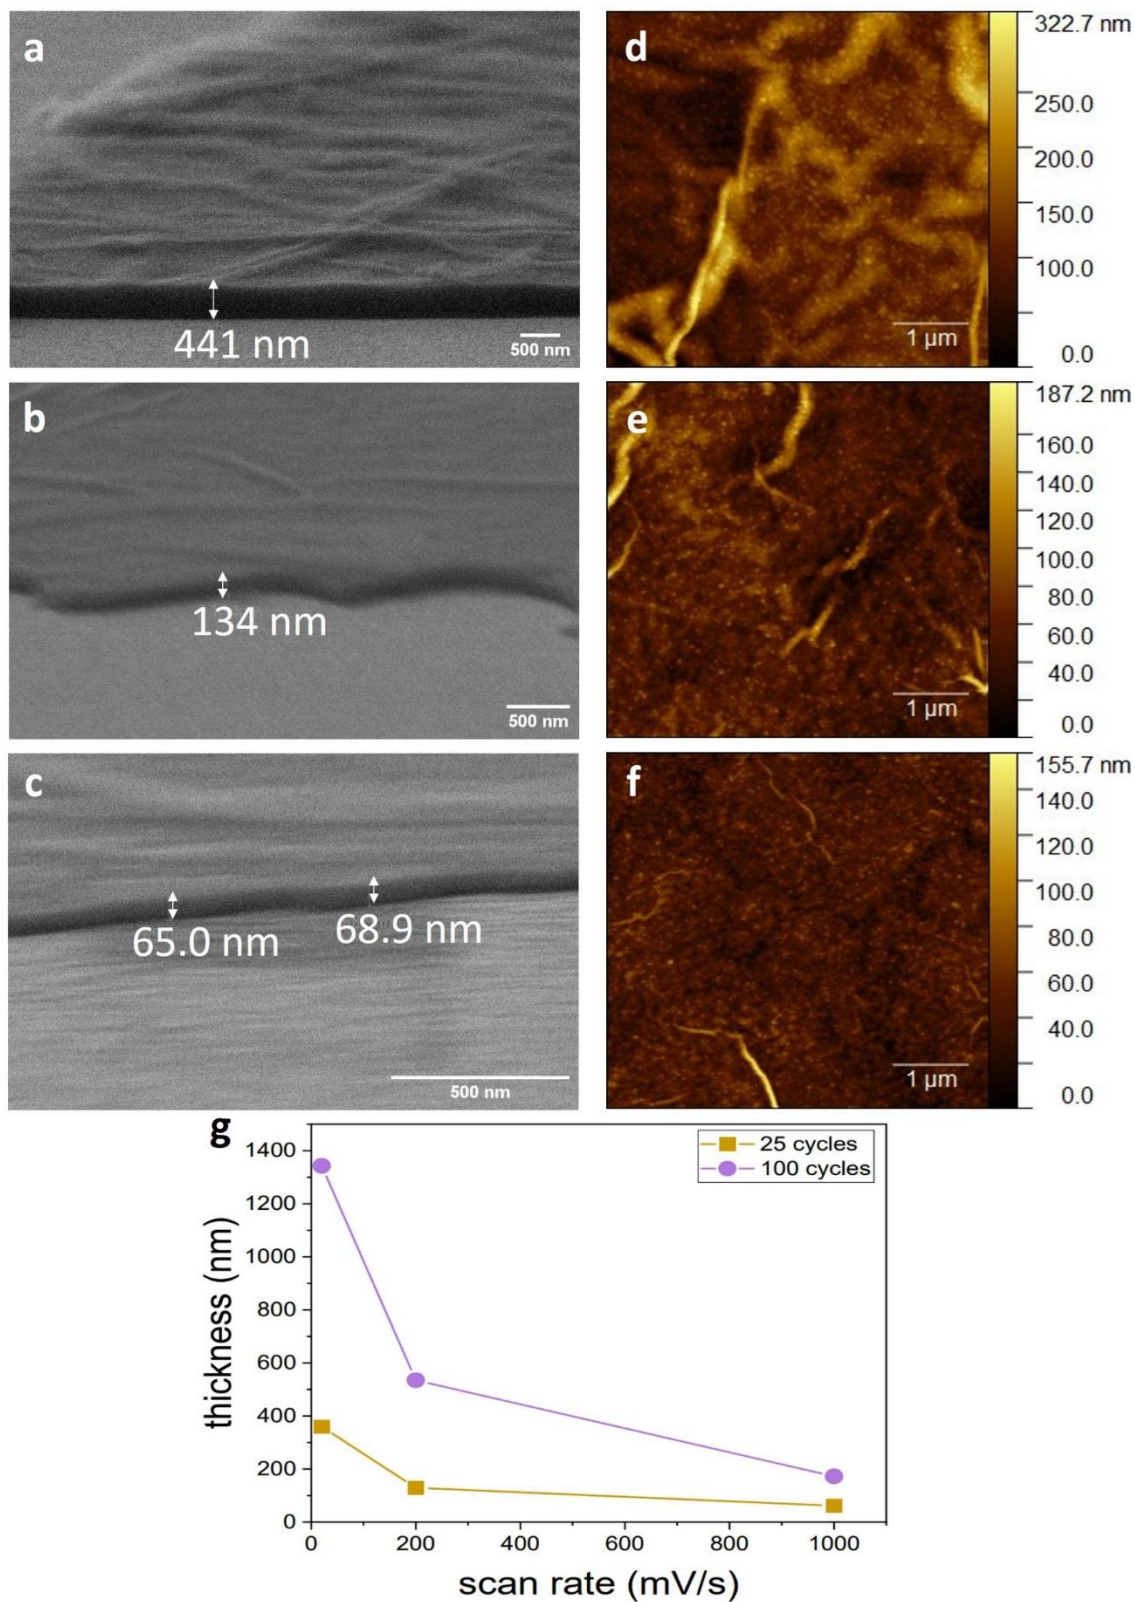 a
441 nm
500 nm
b
134 nm
500 nm
c
65.0 nm
68.9 nm
500 nm
d
1 µm
322.7 nm
250.0
200.0
150.0
100.0
0.0
e
1 µm
187.2 nm
160.0
140.0
120.0
100.0
80.0
60.0
40.0
0.0
f
1 µm
155.7 nm
140.0
120.0
100.0
80.0
60.0
40.0
0.0
g
25 cycles
100 cycles
thickness (nm)
1400
1200
1000
800
600
400
200
0
0 200 400 600 800 1000
scan rate (mV/s)